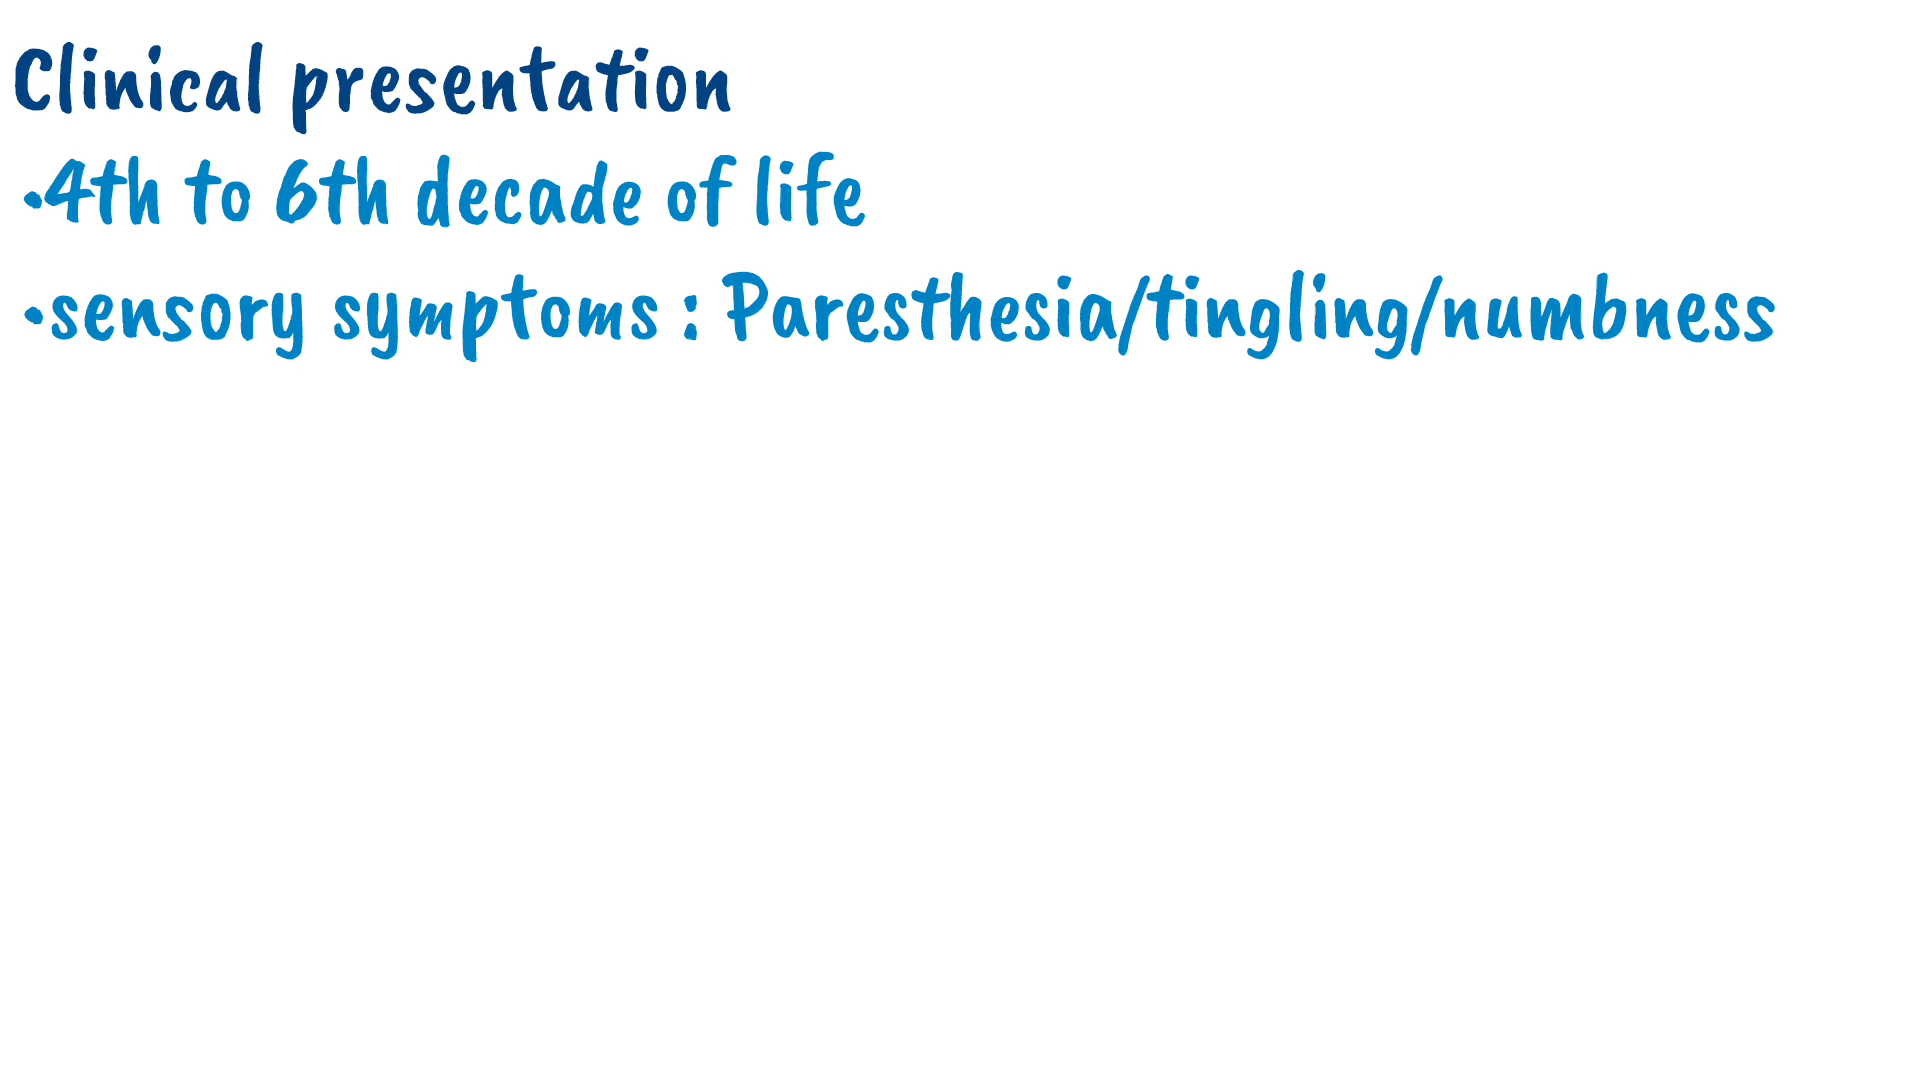 Clinical presentation
•4th to 6th decade of life
•sensory symptoms : Paresthesia/tingling/numbness